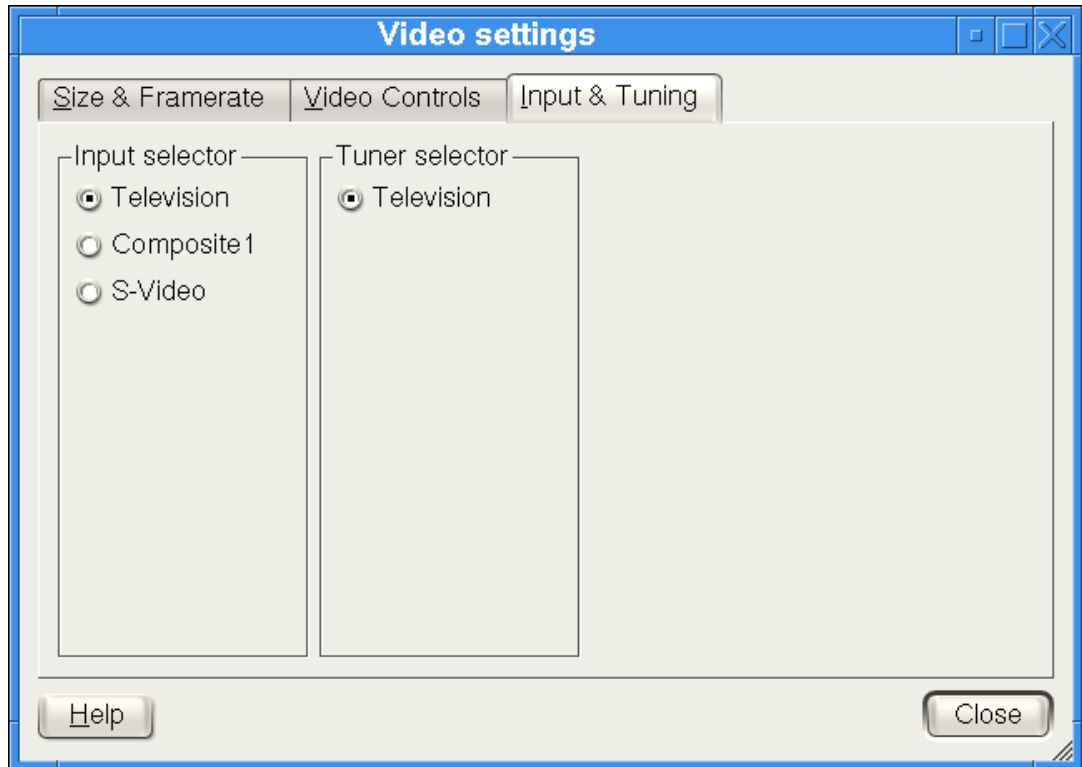 Video settings
Size & Framerate
Video Controls
Input & Tuning
Input selector
Television
Composite1
S-Video
Tuner selector
Television
Help
Close